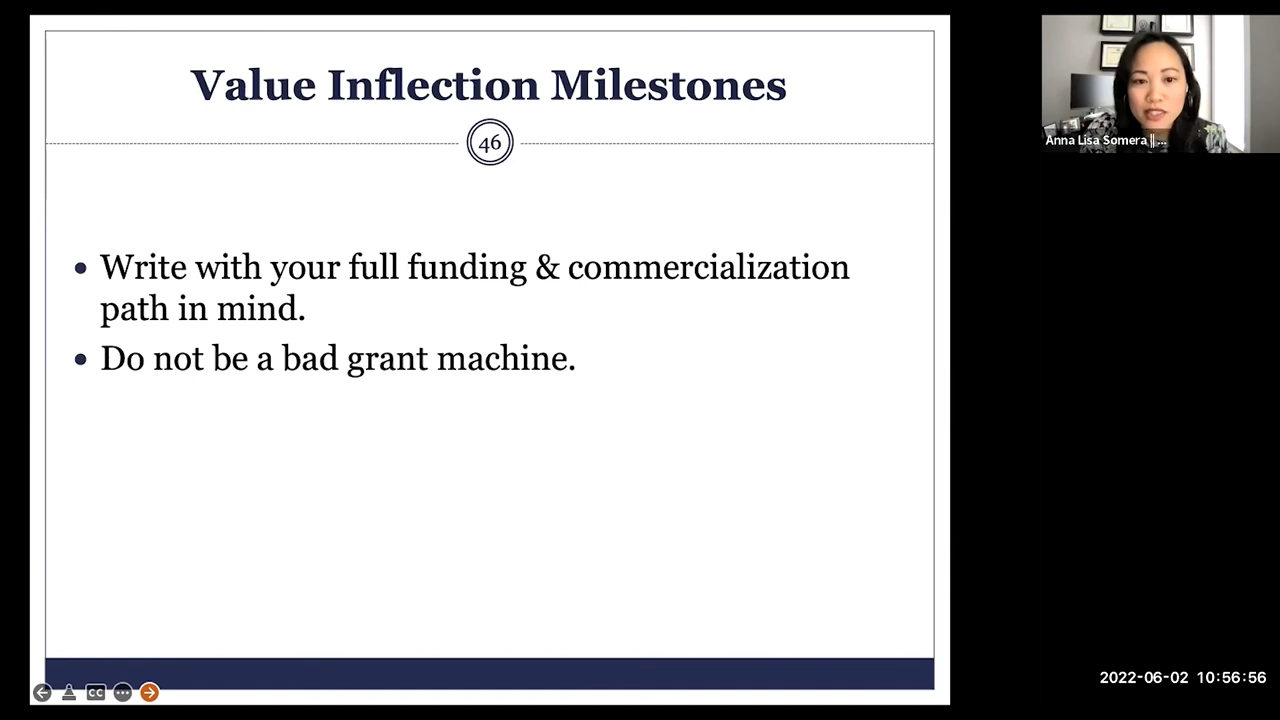 Value Inflection Milestones
46
• Write with your full funding & commercialization
path in mind.
• Do not be a bad grant machine.
Anna Lisa Somera || ...
CC
2022-06-02 10:56:56